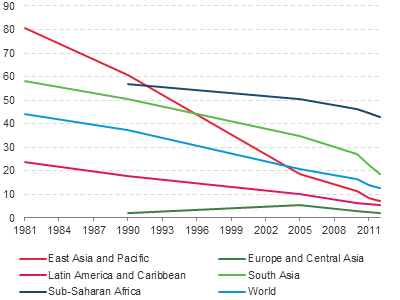 90
80
70
60
50
40
30
20
10
0
1981 1984 1987 1990 1993 1996 1999 2002 2005 2008 2011
East Asia and Pacific Europe and Central Asia
Latin America and Caribbean South Asia
Sub-Saharan Africa World